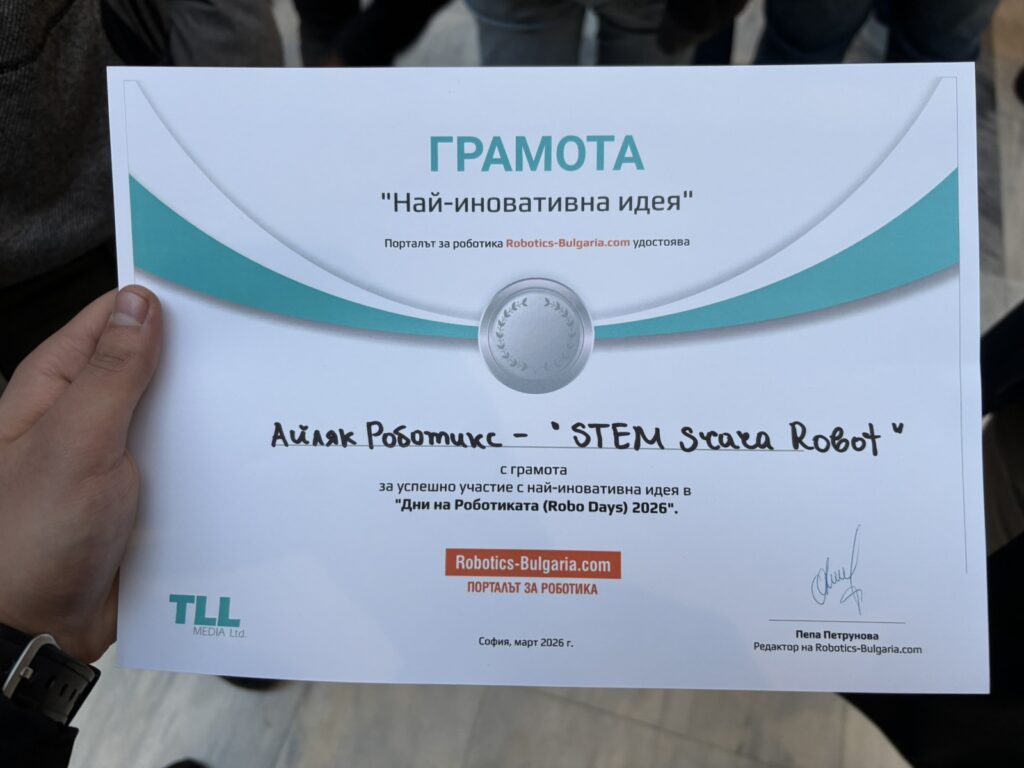 ГРАМОТА
"Най-иновативна идея"
Порталът за роботика Robotics-Bulgaria.com удостоява
Айляк Роботикс - "STEM Scara Robot"
с грамота
за успешно участие с най-иновативна идея в
"Дни на Роботиката (Robo Days) 2026".
Robotics-Bulgaria.com
ПОРТАЛЪТ ЗА РОБОТИКА
TLL
MEDIA Ltd.
София, март 2026 г.
Пепа Петрунова
Редактор на Robotics-Bulgaria.com